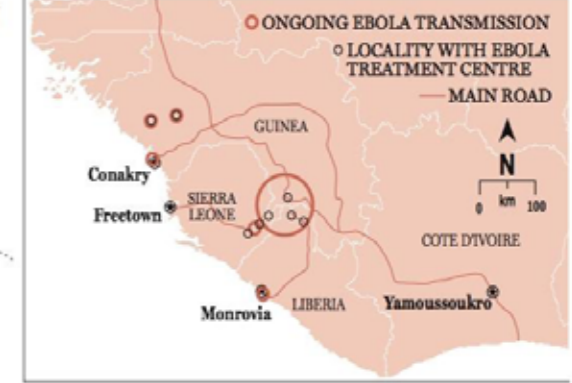 ONGOING EBOLA TRANSMISSION
LOCALITY WITH EBOLA
TREATMENT CENTRE
MAIN ROAD
GUINEA
N
Conakry
km
0 100
SIERRA
LEONE
Freetown
COTE D'IVOIRE
Monrovia
LIBERIA
Yamoussoukro